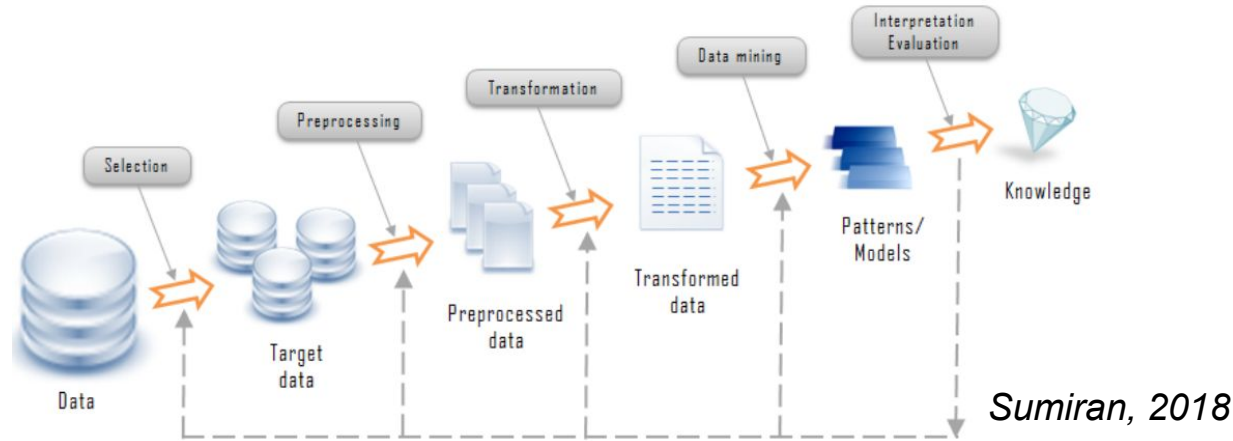 Interpretation
Evaluation
Data mining
Transformation
Preprocessing
Selection
Knowledge
Patterns/
Models
Transformed
data
Preprocessed
data
Target
data
Data
Sumiran, 2018